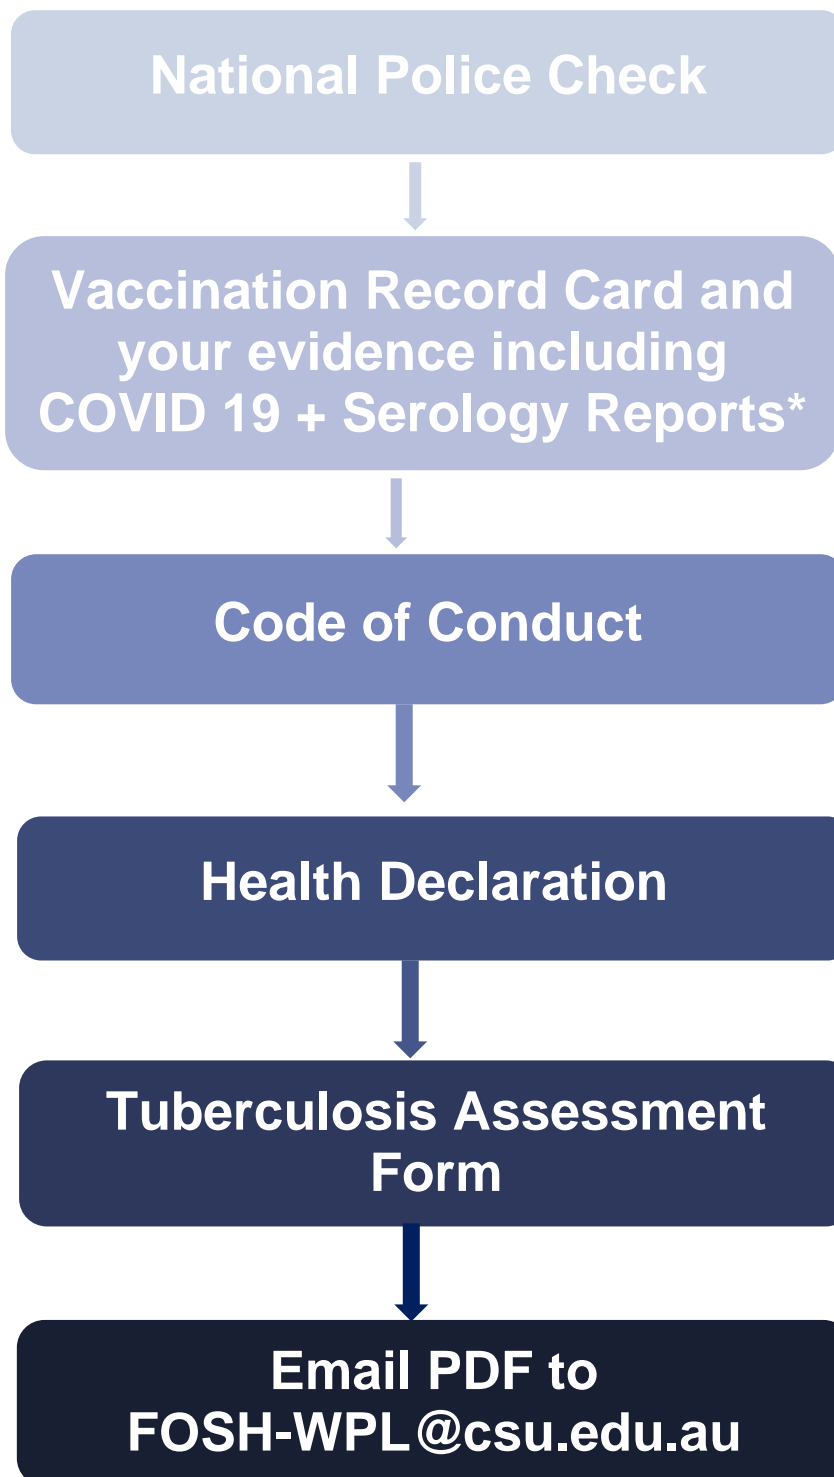 National Police Check
Vaccination Record Card and
your evidence including
COVID 19 + Serology Reports*
Code of Conduct
Health Declaration
Tuberculosis Assessment
Form
Email PDF to
FOSH-WPL@csu.edu.au